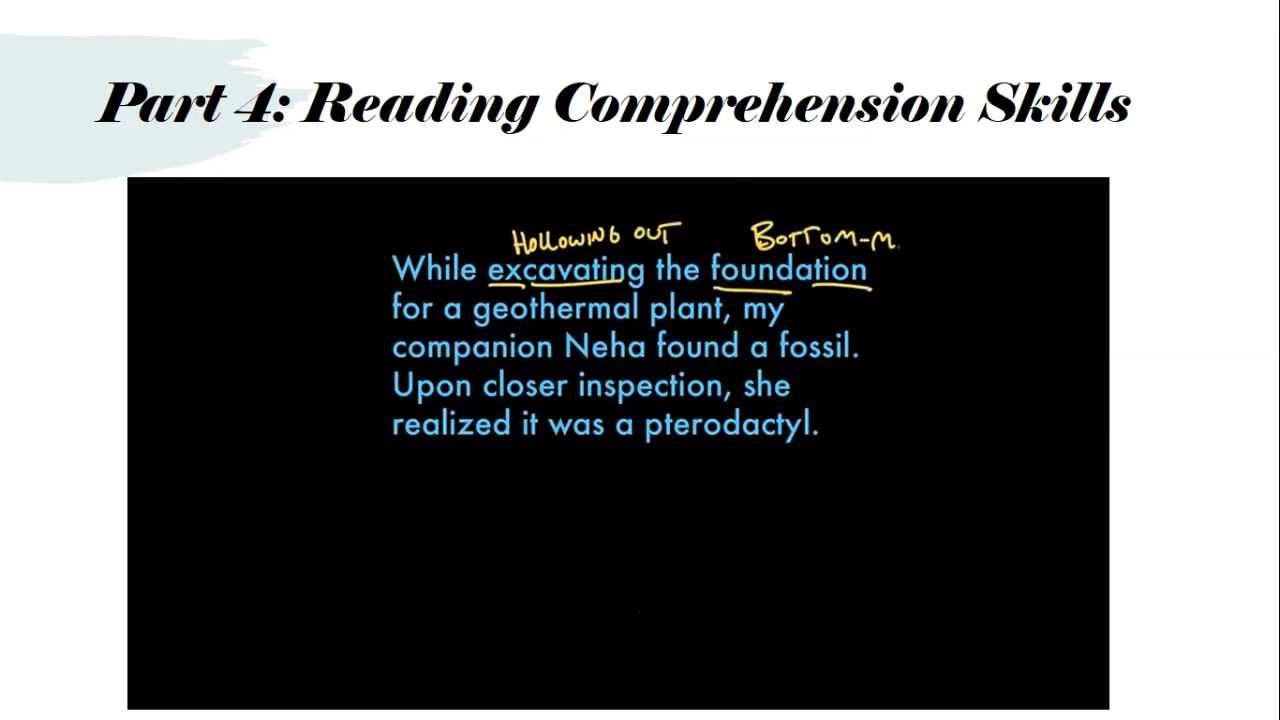 Part 4: Reading Comprehension Skills
HOLLOWING OUT BOTTOM-M
While excavating the foundation
for a geothermal plant, my
companion Neha found a fossil.
Upon closer inspection, she
realized it was a pterodactyl.